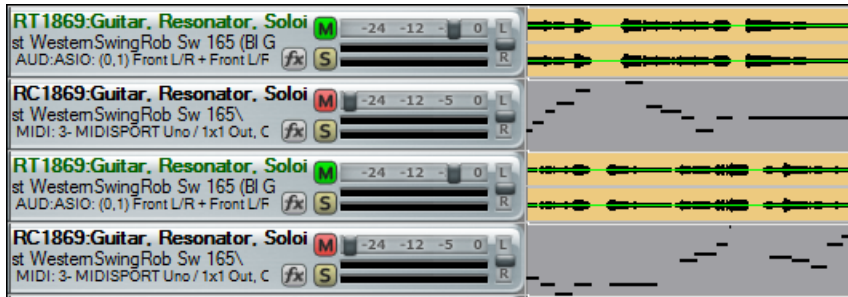 RT1869:Guitar, Resonator, Soloi M -24 -12 - 0 L
st WesternSwingRob Sw 165 (Bl G
AUD:ASIO: (0,1) Front L/R + Front L/F fx S R
RC1869:Guitar, Resonator, Soloi M -24 -12 -5 0 L
st WesternSwingRob Sw 165\
MIDI: 3- MIDISPORT Uno / 1x1 Out, C fx S R
RT1869:Guitar, Resonator, Soloi M -24 -12 - 0 L
st WesternSwingRob Sw 165 (Bl G
AUD:ASIO: (0,1) Front L/R + Front L/F fx S R
RC1869:Guitar, Resonator, Soloi M -24 -12 -5 0 L
st WesternSwingRob Sw 165\
MIDI: 3- MIDISPORT Uno / 1x1 Out, C fx S R